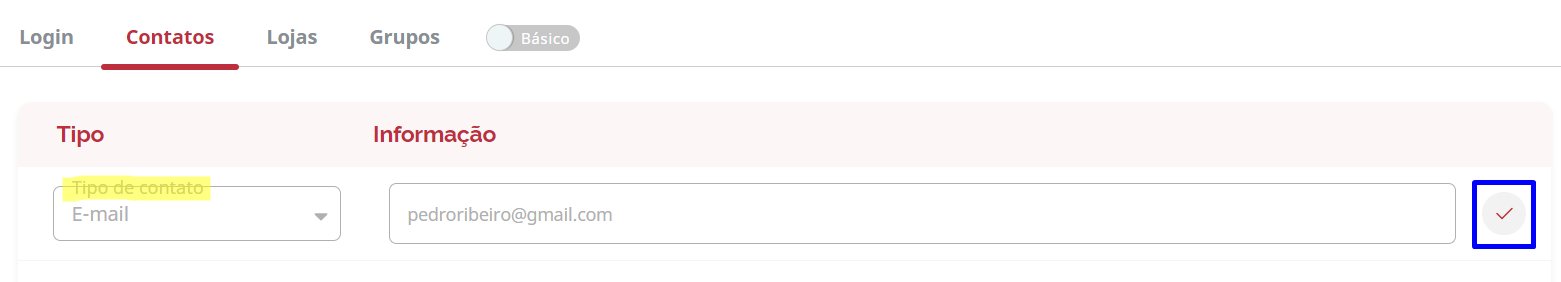 Login Contatos Lojas Grupos Básico
Tipo Informação
Tipo de contato
E-mail pedroribeiro@gmail.com